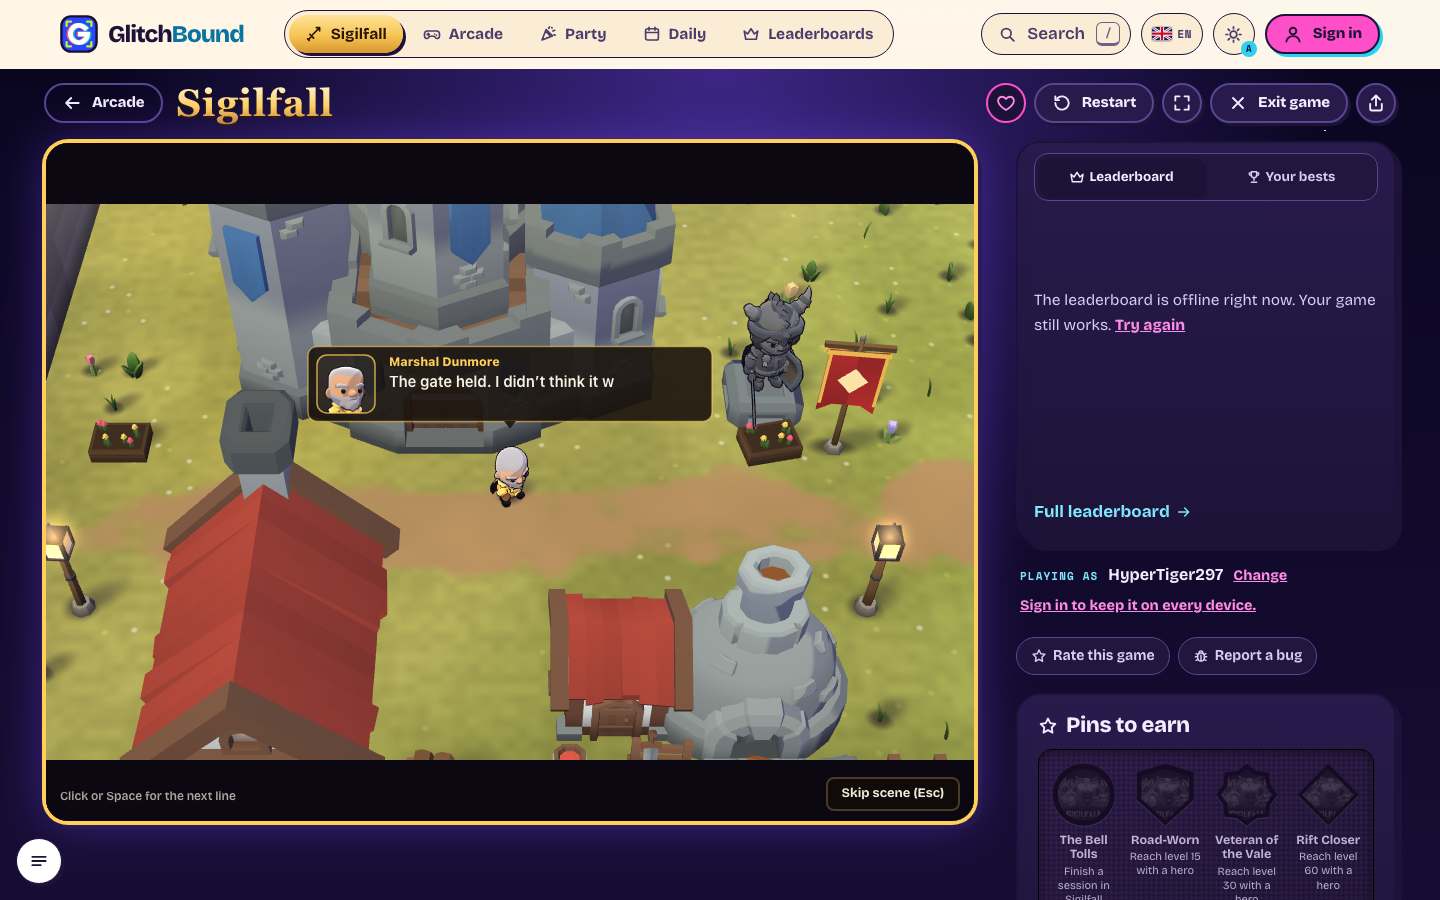 GlitchBound
Sigilfall
Arcade
Party
Daily
Leaderboards
Search /
EN
A
Sign in
Arcade
Sigilfall
Restart
Exit game
Leaderboard
Your bests
Marshal Dunmore
The gate held. I didn’t think it w
The leaderboard is offline right now. Your game
still works. Try again
Full leaderboard →
PLAYING AS HyperTiger297 Change
Sign in to keep it on every device.
Rate this game
Report a bug
Click or Space for the next line
Skip scene (Esc)
Pins to earn
The Bell
Tolls
Finish a
session in
Sigilfall
Road-Worn
Reach level 15
with a hero
Veteran of
the Vale
Reach level
30 with a
hero
Rift Closer
Reach level
60 with a
hero